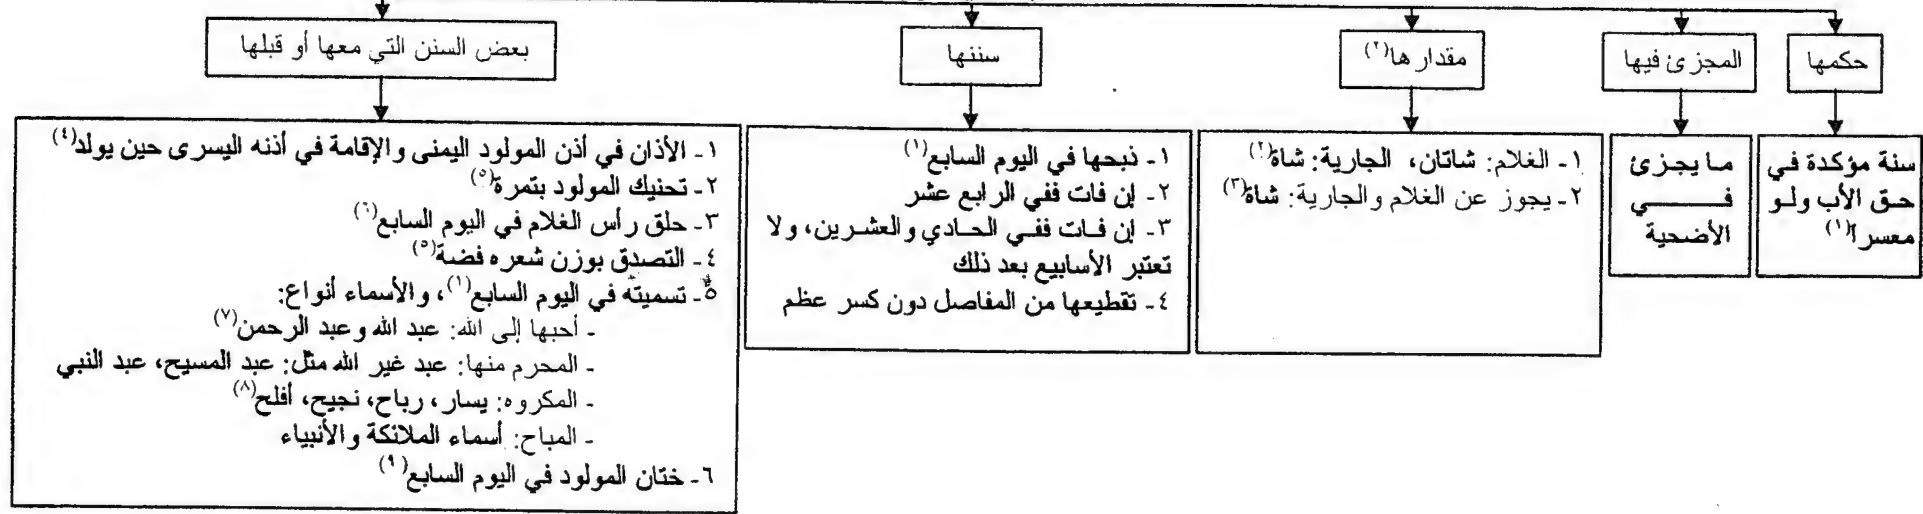 حكمها
سنة مؤكدة في
حق الأب ولو
معسراً(١)
المجزئ فيها
ما يجزئ
في
الأضحية
مقدارها(٢)
١- الغلام: شاتان، الجارية: شاة(٢)
٢- يجوز عن الغلام والجارية: شاة(٣)
سننها
١- ذبحها في اليوم السابع(١)
٢- إن فات ففي الرابع عشر
٣- إن فات ففي الحادي والعشرين، ولا
تعتبر الأسابيع بعد ذلك
٤- تقطيعها من المفاصل دون كسر عظم
بعض السنن التي معها أو قبلها
١- الأذان في أذن المولود اليمنى والإقامة في أذنه اليسرى حين يولد(٤)
٢- تحنيك المولود بتمرة(٥)
٣- حلق رأس الغلام في اليوم السابع(٦)
٤- التصدق بوزن شعره فضة(٥)
٥- تسميته في اليوم السابع(١)، والأسماء أنواع:
- أحبها إلى الله: عبد الله وعبد الرحمن(٧)
- المحرم منها: عبد غير الله مثل: عبد المسيح، عبد النبي
- المكروه: يسار، رباح، نجيح، أفلح(٨)
- المباح: أسماء الملائكة والأنبياء
٦- ختان المولود في اليوم السابع(٩)